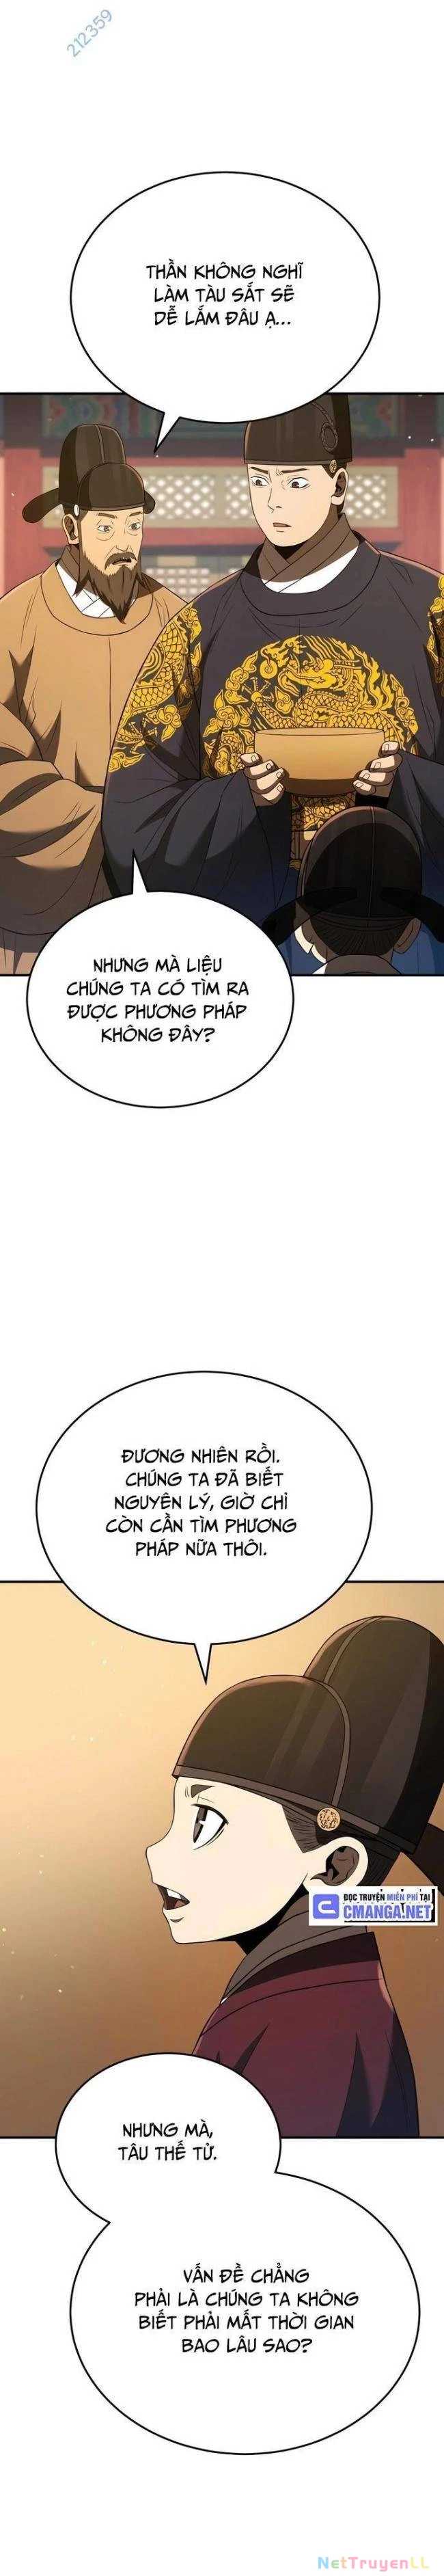 212359
THẦN KHÔNG NGHĨ
LÀM TÀU SẮT SẼ
DỄ LẮM ĐÂU Ạ...
NHƯNG MÀ LIỆU
CHÚNG TA CÓ TÌM RA
ĐƯỢC PHƯƠNG PHÁP
KHÔNG ĐÂY?
ĐƯƠNG NHIÊN RỒI.
CHÚNG TA ĐÃ BIẾT
NGUYÊN LÝ, GIỜ CHỈ
CÒN CẦN TÌM PHƯƠNG
PHÁP NỮA THÔI.
ĐỌC TRUYỆN MIỄN PHÍ TẠI
CMANGA.NET
NHƯNG MÀ,
TÂU THẾ TỬ.
VẤN ĐỀ CHẲNG
PHẢI LÀ CHÚNG TA KHÔNG
BIẾT PHẢI MẤT THỜI GIAN
BAO LÂU SAO?
NetTruyenLL